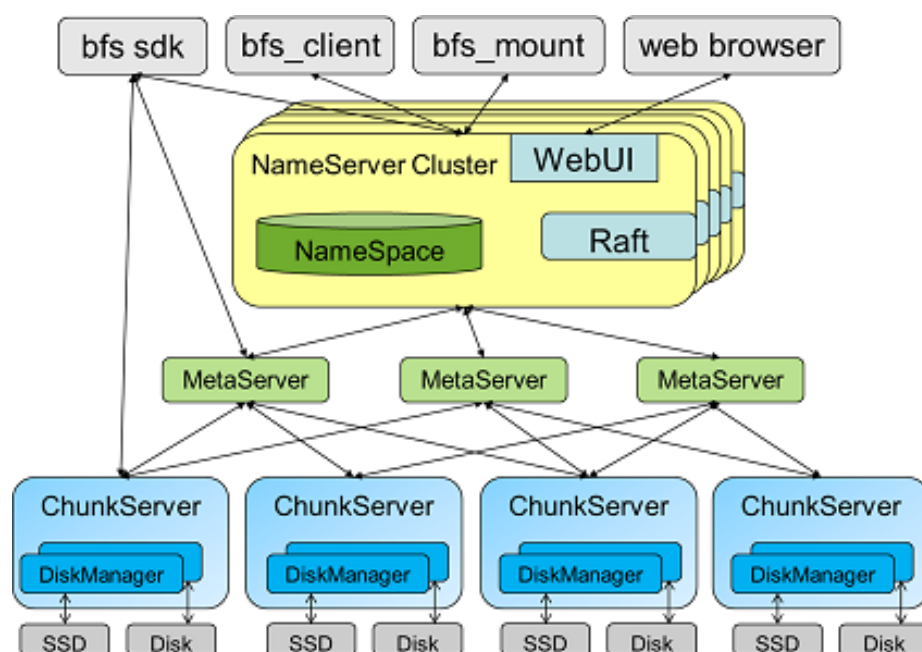 bfs sdk
bfs_client
bfs_mount
web browser
NameServer Cluster
WebUI
NameSpace
Raft
MetaServer
MetaServer
MetaServer
ChunkServer
ChunkServer
ChunkServer
ChunkServer
DiskManager
DiskManager
DiskManager
DiskManager
SSD
Disk
SSD
Disk
SSD
Disk
SSD
Disk